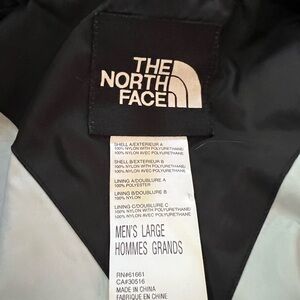 THE
NORTH
FACE
SHELL A/EXTERIEUR A
100% NYLON WITH POLYURETHANE
100% NYLON AVEC POLYURETHANE
SHELL B/EXTERIEUR B
100% NYLON WITH POLYURETHANE
100% NYLON AVEC POLYURETHANE
LINING A/DOUBLURE A
100% POLYESTER
LINING B/DOUBLURE B
100% NYLON
LINING C/DOUBLURE C
100% NYLON WITH POLYURETHANE
100% NYLON AVEC POLYURETHANE
MEN'S LARGE
HOMMES GRANDS
RN#61661
CA#30516
MADE IN CHINA
FABRIQUE EN CHINE